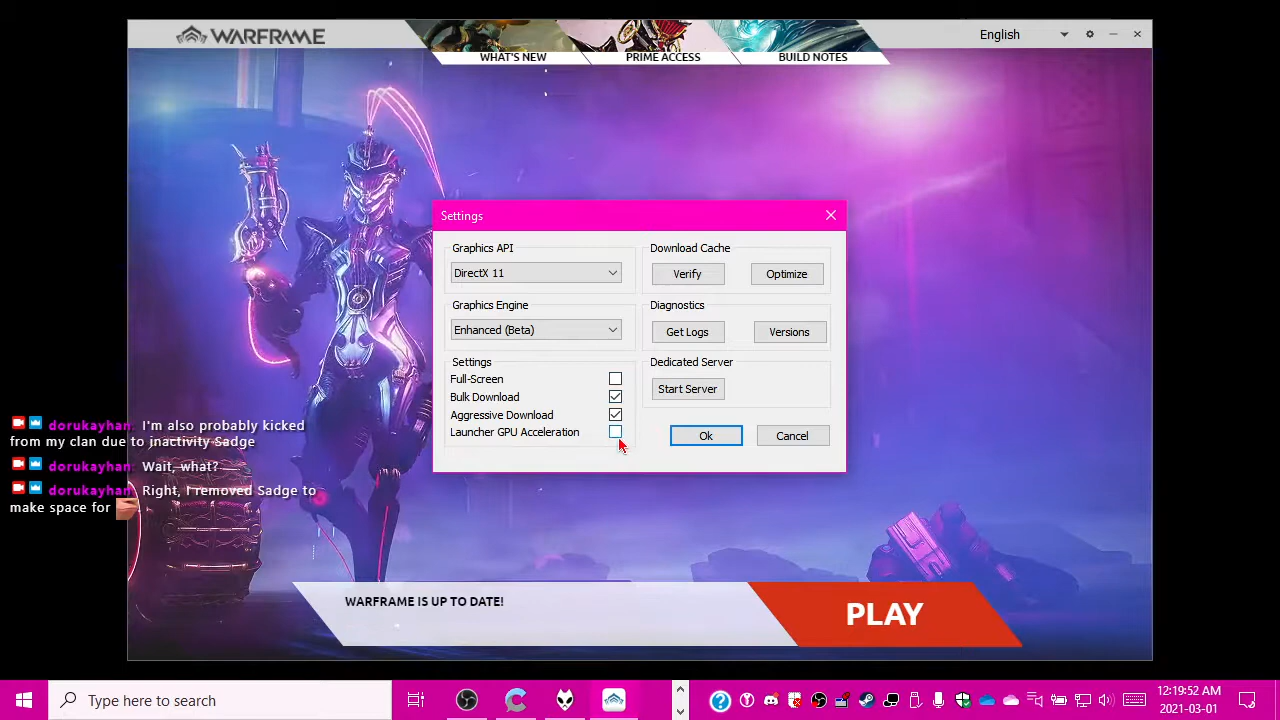 WARFRAME
English
WHAT'S NEW
PRIME ACCESS
BUILD NOTES
Settings
Graphics API
DirectX 11
Download Cache
Verify
Optimize
Graphics Engine
Enhanced (Beta)
Diagnostics
Get Logs
Versions
Settings
Full-Screen
Bulk Download
Aggressive Download
Launcher GPU Acceleration
Dedicated Server
Start Server
Ok
Cancel
dorukayhan: I'm also probably kicked
from my clan due to inactivity Sadge
dorukayhan: Wait, what?
dorukayhan: Right, I removed Sadge to
make space for
WARFRAME IS UP TO DATE!
PLAY
Type here to search
12:19:52 AM
2021-03-01